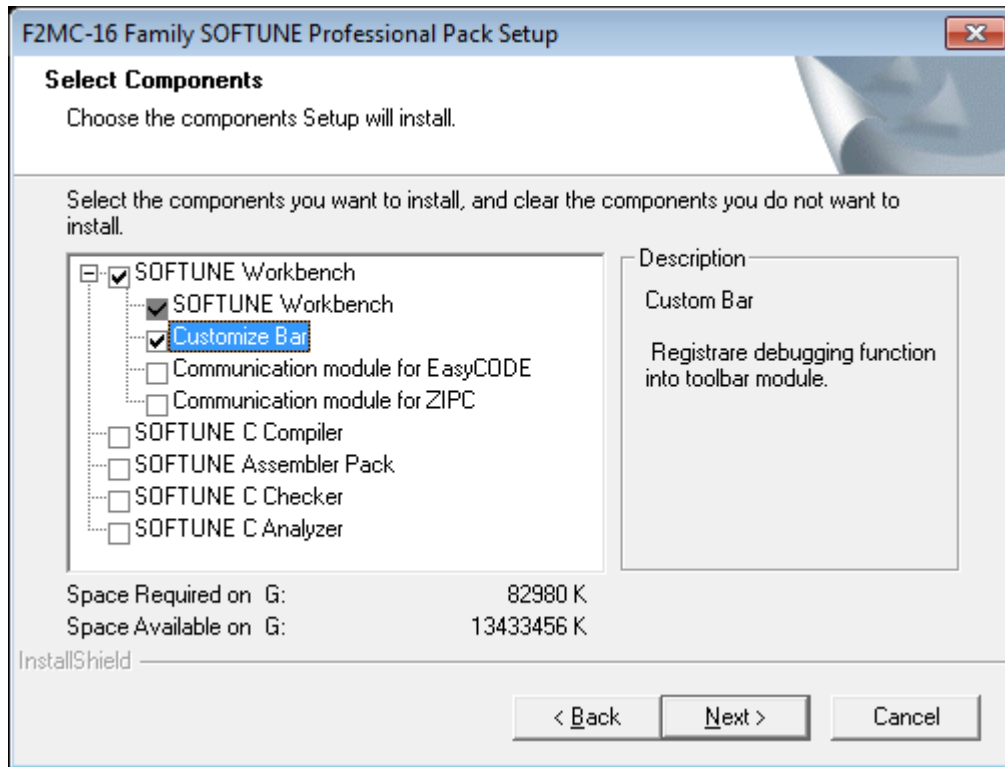 F2MC-16 Family SOFTUNE Professional Pack Setup
Select Components
Choose the components Setup will install.
Select the components you want to install, and clear the components you do not want to
install.
SOFTUNE Workbench
SOFTUNE Workbench
Customize Bar
Communication module for EasyCODE
Communication module for ZIPC
SOFTUNE C Compiler
SOFTUNE Assembler Pack
SOFTUNE C Checker
SOFTUNE C Analyzer
Description
Custom Bar
Registrare debugging function
into toolbar module.
Space Required on G: 82980 K
Space Available on G: 13433456 K
InstallShield
< Back Next > Cancel